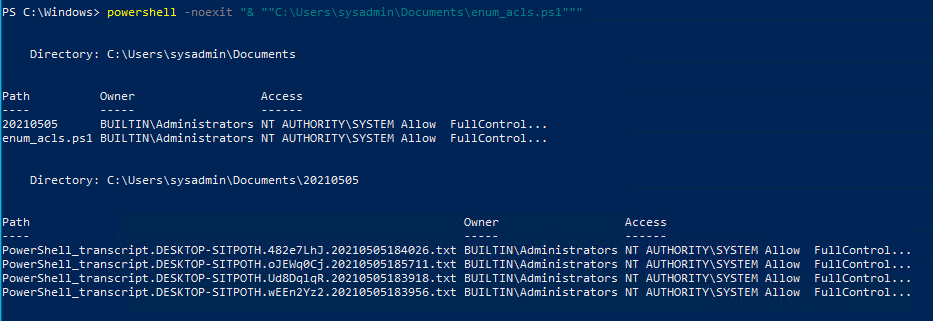 PS C:\Windows> powershell -noexit "& ""C:\Users\sysadmin\Documents\enum_acls.ps1"""
Directory: C:\Users\sysadmin\Documents
Path Owner Access
---- ----- ------
20210505 BUILTIN\Administrators NT AUTHORITY\SYSTEM Allow  FullControl...
enum_acls.ps1 BUILTIN\Administrators NT AUTHORITY\SYSTEM Allow  FullControl...
Directory: C:\Users\sysadmin\Documents\20210505
Path Owner Access
---- ----- ------
PowerShell_transcript.DESKTOP-SITPOTH.482e7LhJ.20210505184026.txt BUILTIN\Administrators NT AUTHORITY\SYSTEM Allow  FullControl...
PowerShell_transcript.DESKTOP-SITPOTH.oJEWq0Cj.20210505185711.txt BUILTIN\Administrators NT AUTHORITY\SYSTEM Allow  FullControl...
PowerShell_transcript.DESKTOP-SITPOTH.Ud8DqlqR.20210505183918.txt BUILTIN\Administrators NT AUTHORITY\SYSTEM Allow  FullControl...
PowerShell_transcript.DESKTOP-SITPOTH.wEEn2Yz2.20210505183956.txt BUILTIN\Administrators NT AUTHORITY\SYSTEM Allow  FullControl...